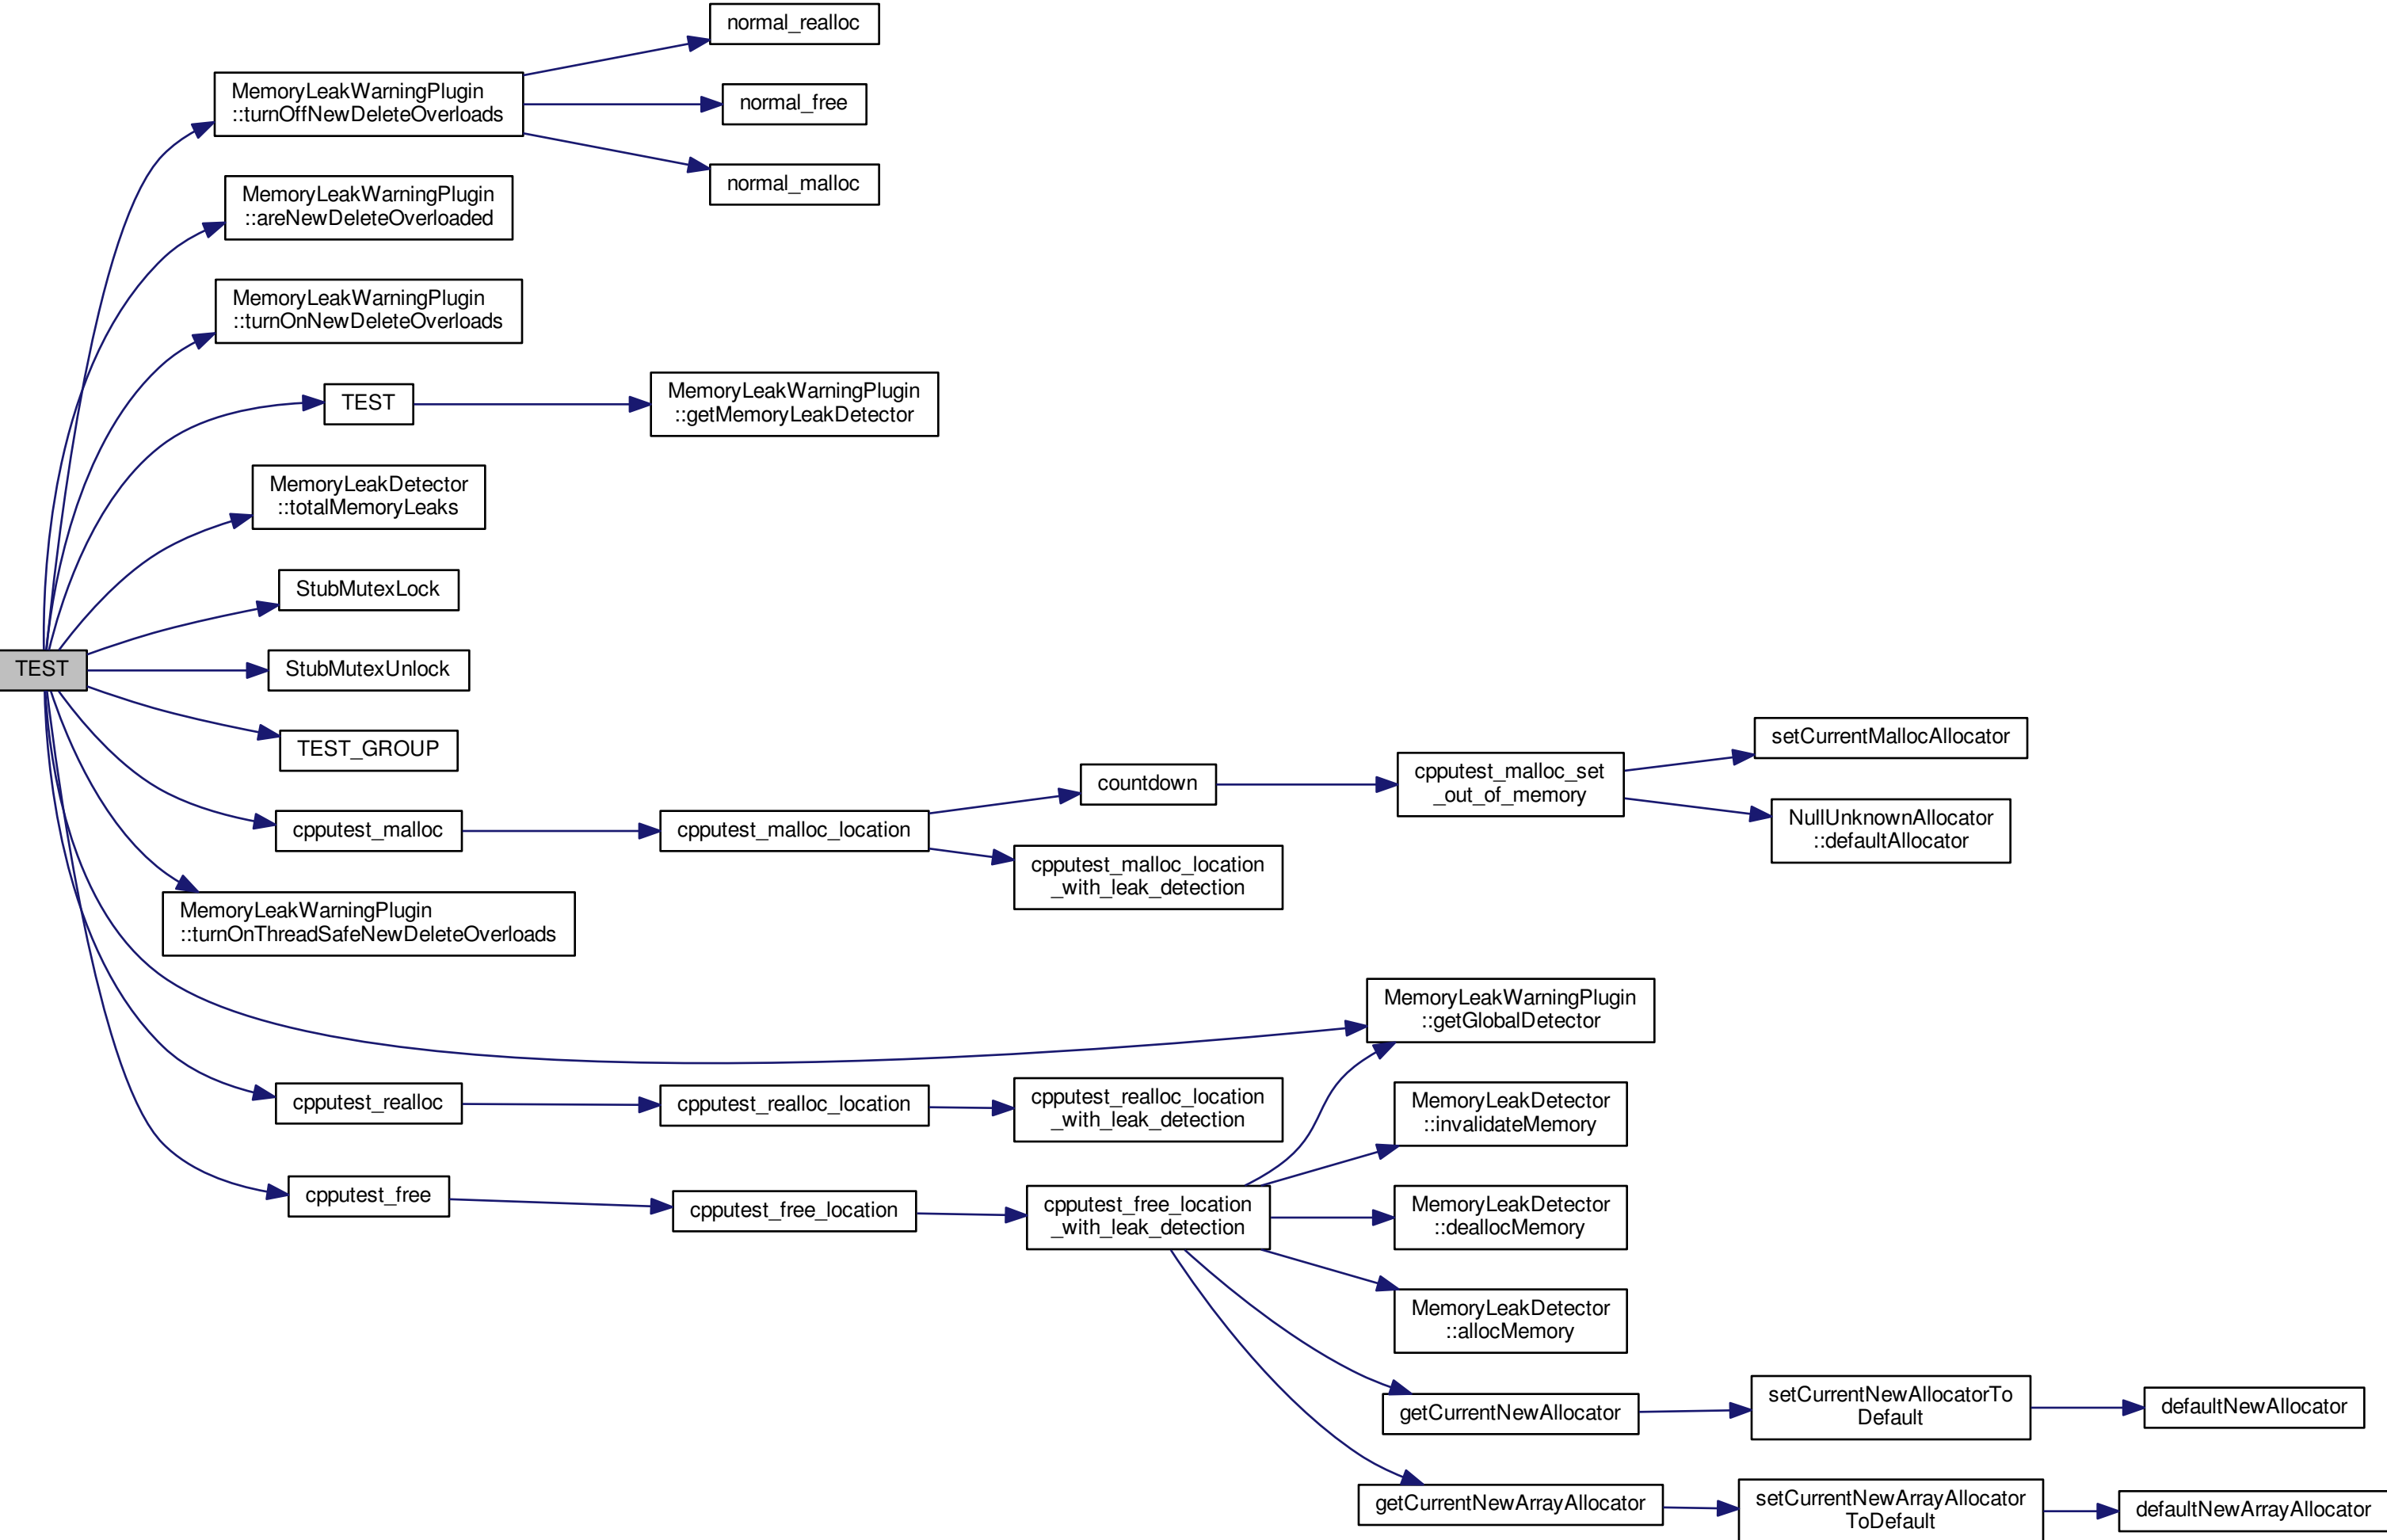 normal_realloc
MemoryLeakWarningPlugin
::turnOffNewDeleteOverloads
normal_free
normal_malloc
MemoryLeakWarningPlugin
::areNewDeleteOverloaded
MemoryLeakWarningPlugin
::turnOnNewDeleteOverloads
TEST
MemoryLeakWarningPlugin
::getMemoryLeakDetector
MemoryLeakDetector
::totalMemoryLeaks
StubMutexLock
TEST
StubMutexUnlock
TEST_GROUP
cpputest_malloc
cpputest_malloc_location
countdown
cpputest_malloc_set
_out_of_memory
setCurrentMallocAllocator
NullUnknownAllocator
::defaultAllocator
cpputest_malloc_location
_with_leak_detection
MemoryLeakWarningPlugin
::turnOnThreadSafeNewDeleteOverloads
MemoryLeakWarningPlugin
::getGlobalDetector
cpputest_realloc
cpputest_realloc_location
cpputest_realloc_location
_with_leak_detection
MemoryLeakDetector
::invalidateMemory
cpputest_free
cpputest_free_location
cpputest_free_location
_with_leak_detection
MemoryLeakDetector
::deallocMemory
MemoryLeakDetector
::allocMemory
getCurrentNewAllocator
setCurrentNewAllocatorTo
Default
defaultNewAllocator
getCurrentNewArrayAllocator
setCurrentNewArrayAllocator
ToDefault
defaultNewArrayAllocator